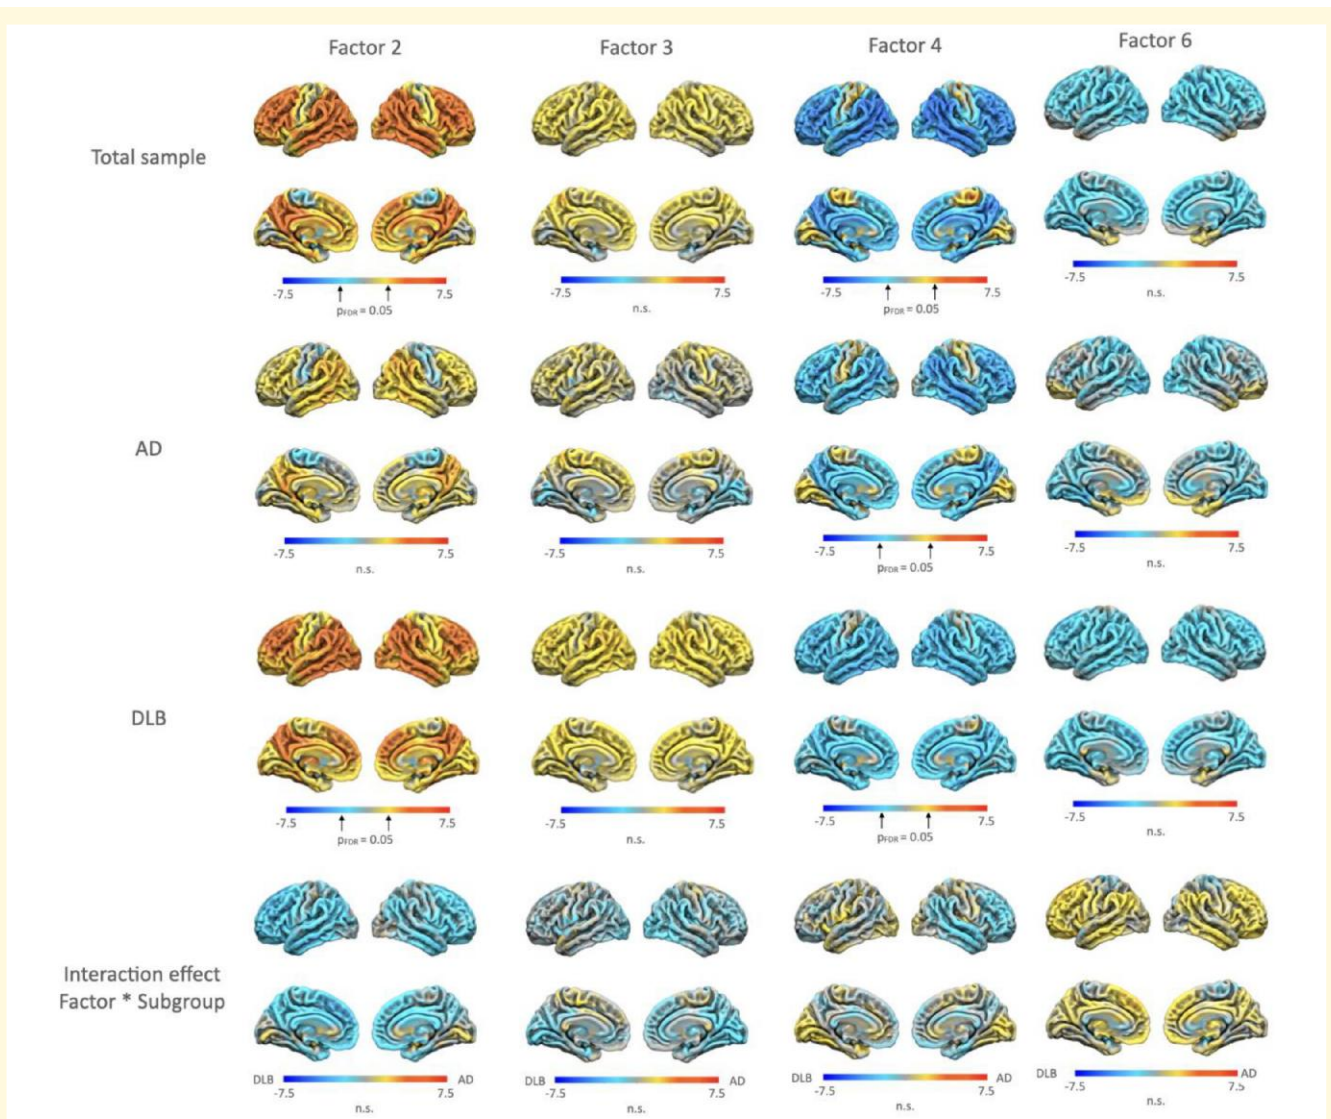 Factor 2 Factor 3 Factor 4 Factor 6
Total sample
-7.5 7.5 -7.5 7.5 -7.5 7.5 -7.5 7.5
pFDR = 0.05 n.s. pFDR = 0.05 n.s.
AD
-7.5 7.5 -7.5 7.5 -7.5 7.5 -7.5 7.5
n.s. n.s. pFDR = 0.05 n.s.
DLB
-7.5 7.5 -7.5 7.5 -7.5 7.5 -7.5 7.5
pFDR = 0.05 n.s. pFDR = 0.05 n.s.
Interaction effect
Factor * Subgroup
DLB AD DLB AD DLB AD DLB AD
-7.5 7.5 -7.5 7.5 -7.5 7.5 -7.5 7.5
n.s. n.s. n.s. n.s.